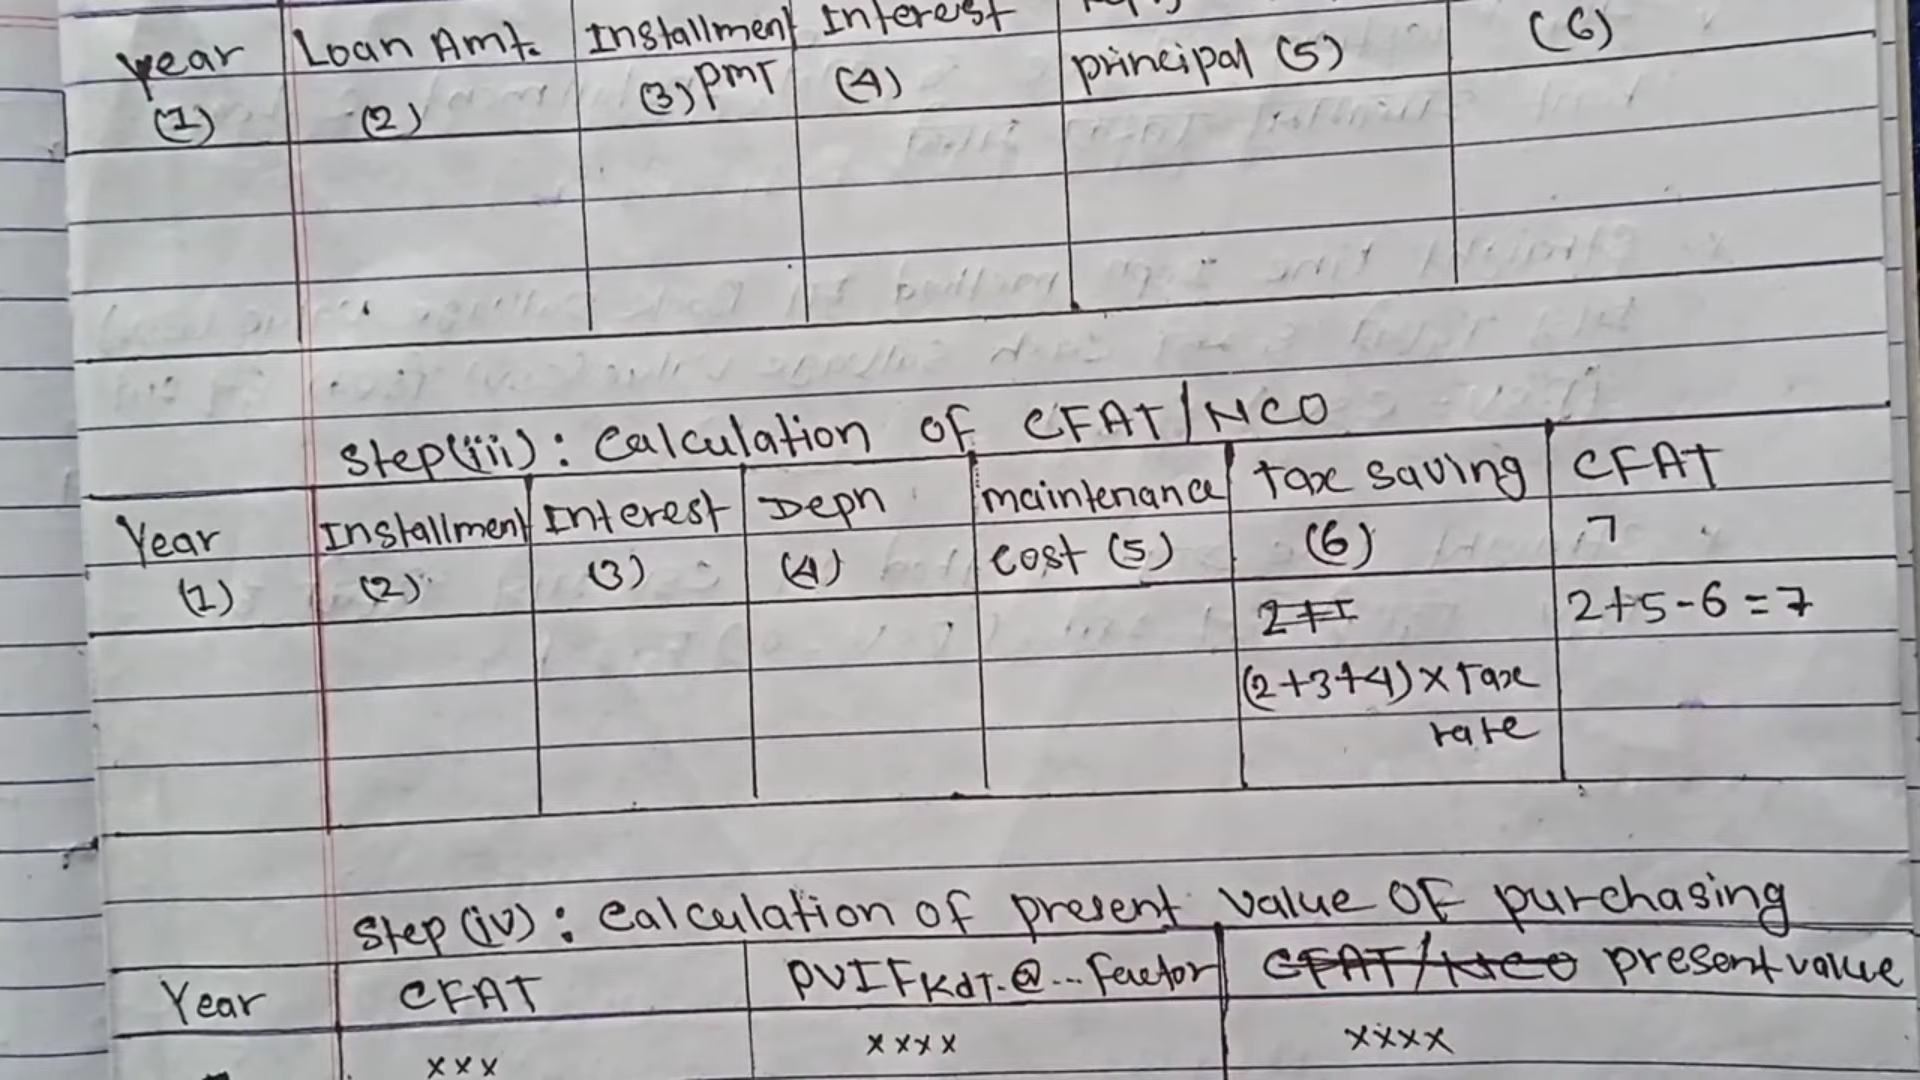 year Loan Amt. Installment Interest
(1) (2) (3) PMT (4) principal (5) (6)
Step(iii): Calculation of CFAT/NCO
Year Installment Interest Depn maintenance Tax saving CFAT
(1) (2) (3) (4) cost (5) (6) 7
2+I 2+5-6=7
(2+3+4)×Tax
rate
Step(iv): Calculation of present value OF purchasing
Year CFAT PVIFKdT.@... Factor CFAT/NCO present value
xxx xxxx xxxx